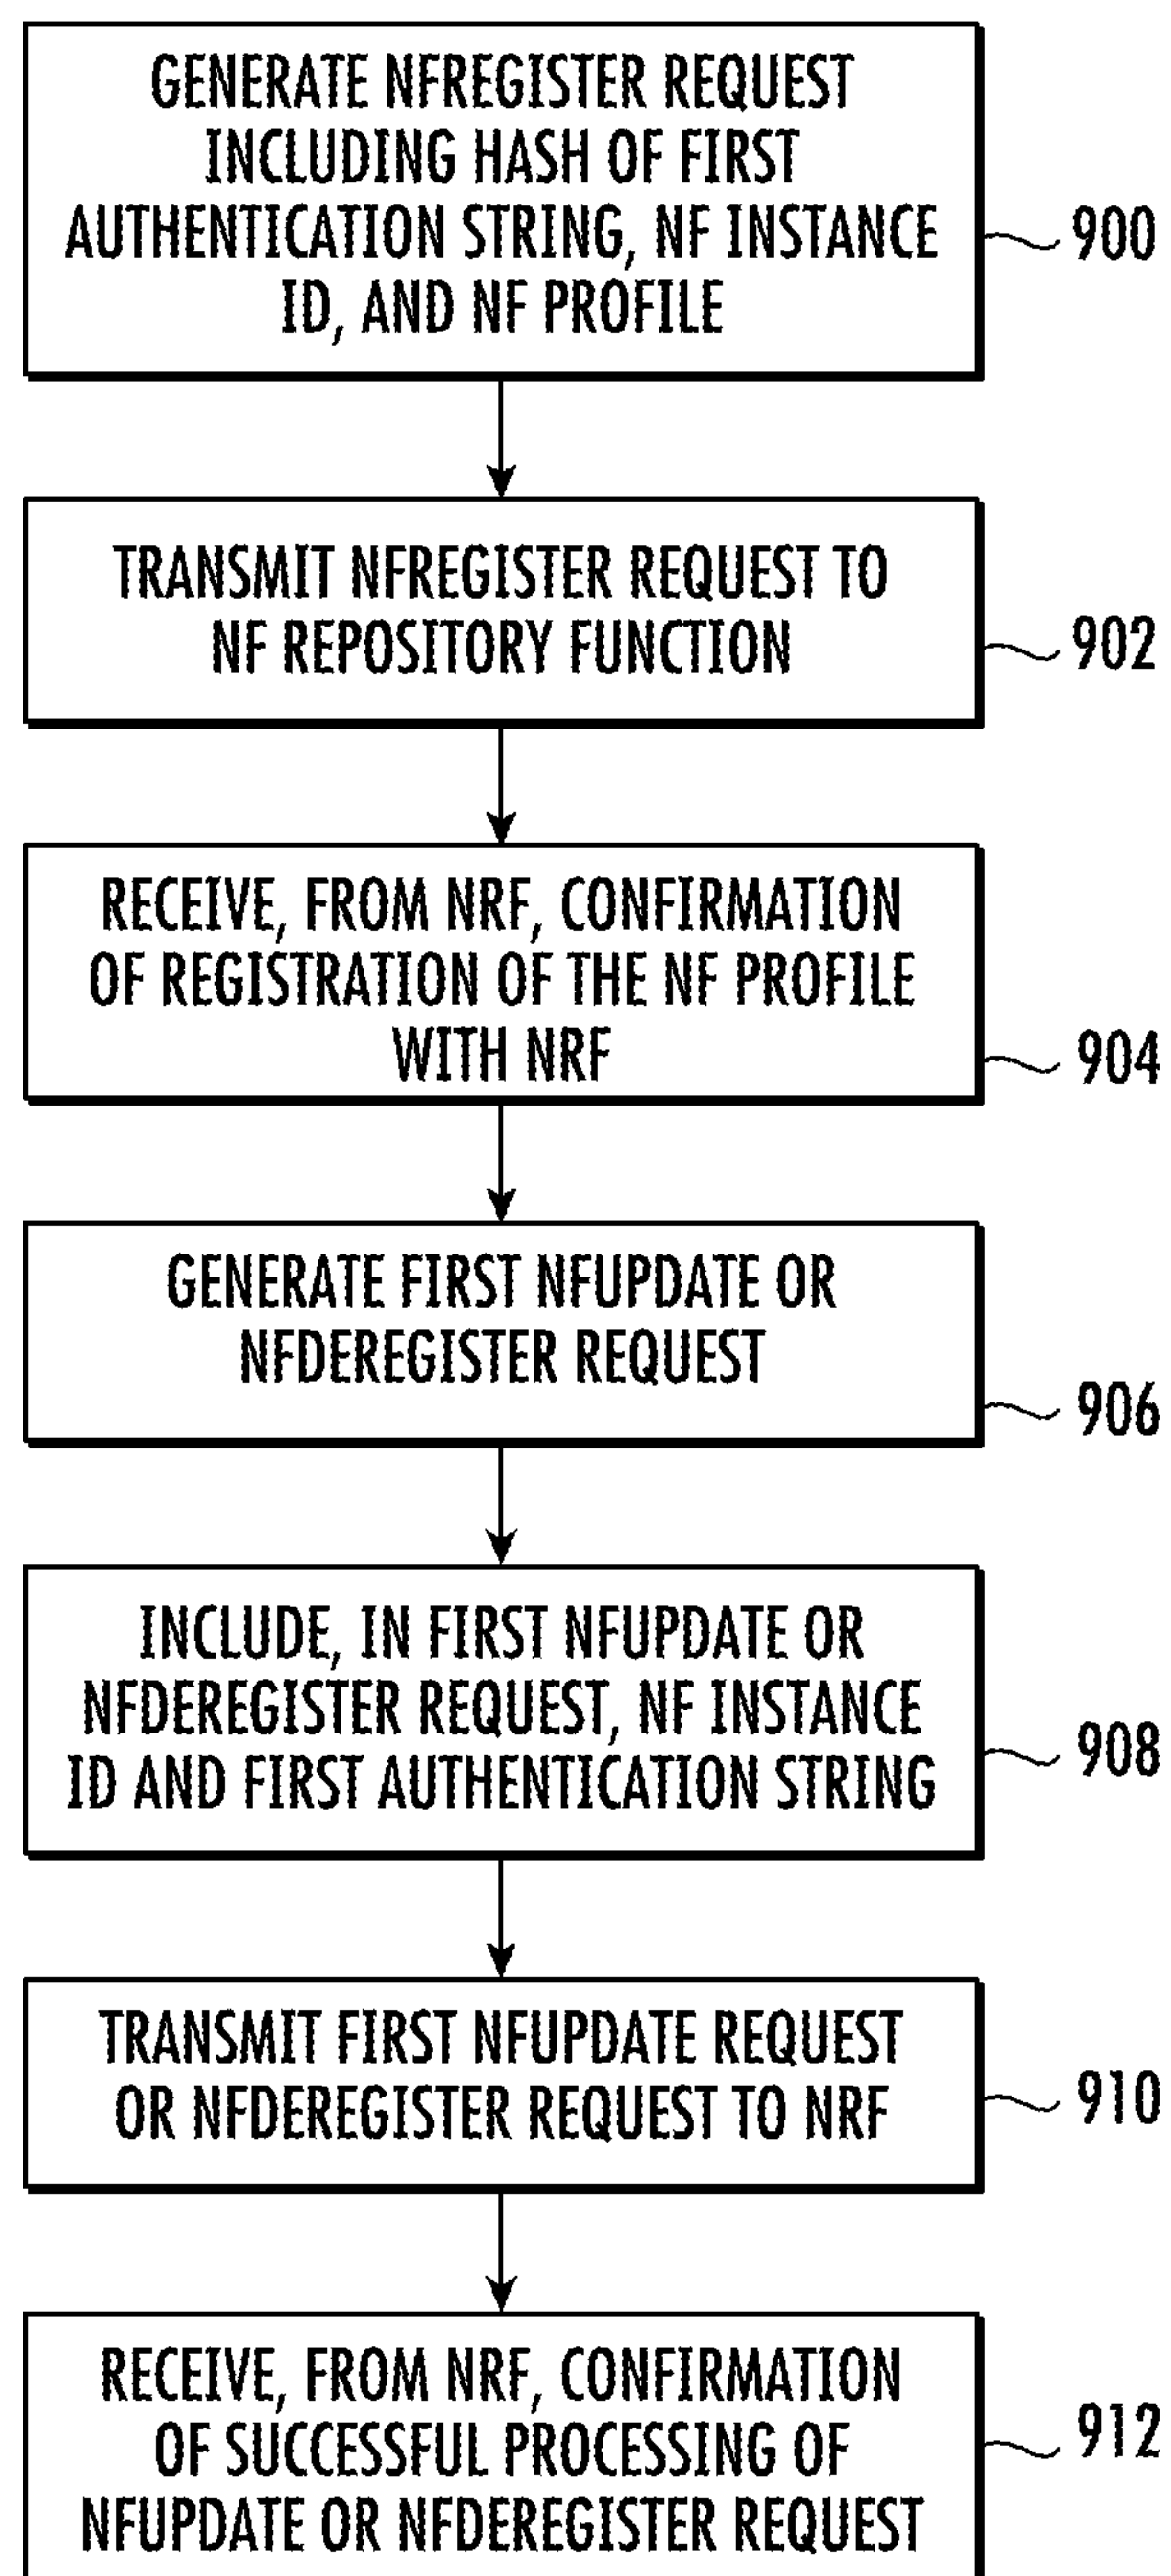 GENERATE NFREGISTER REQUEST
INCLUDING HASH OF FIRST
AUTHENTICATION STRING, NF INSTANCE
ID, AND NF PROFILE
900
TRANSMIT NFREGISTER REQUEST TO
NF REPOSITORY FUNCTION
902
RECEIVE, FROM NRF, CONFIRMATION
OF REGISTRATION OF THE NF PROFILE
WITH NRF
904
GENERATE FIRST NFUPDATE OR
NFDEREGISTER REQUEST
906
INCLUDE, IN FIRST NFUPDATE OR
NFDEREGISTER REQUEST, NF INSTANCE
ID AND FIRST AUTHENTICATION STRING
908
TRANSMIT FIRST NFUPDATE REQUEST
OR NFDEREGISTER REQUEST TO NRF
910
RECEIVE, FROM NRF, CONFIRMATION
OF SUCCESSFUL PROCESSING OF
NFUPDATE OR NFDEREGISTER REQUEST
912